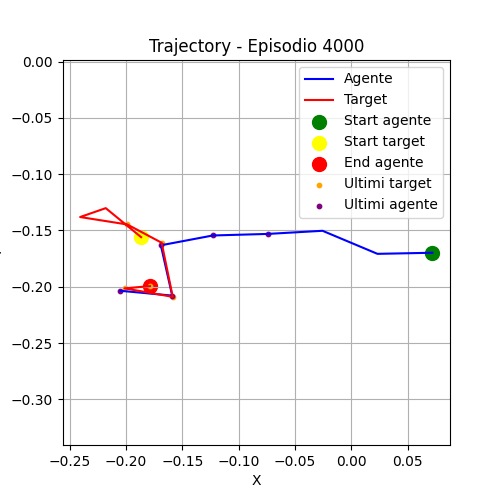 Trajectory - Episodio 4000
Agente
Target
Start agente
Start target
End agente
Ultimi target
Ultimi agente
0.00
−0.05
−0.10
−0.15
−0.20
−0.25
−0.30
−0.25 −0.20 −0.15 −0.10 −0.05 0.00 0.05
X